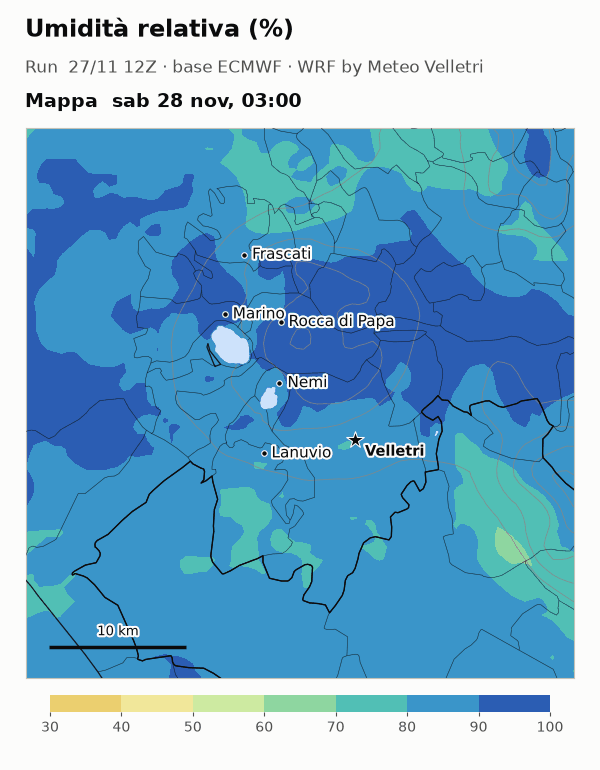 Umidità relativa (%)
Run  27/11 12Z · base ECMWF · WRF by Meteo Velletri
Mappa  sab 28 nov, 03:00
Frascati
Marino
Rocca di Papa
Nemi
Velletri
Lanuvio
10 km
30 40 50 60 70 80 90 100